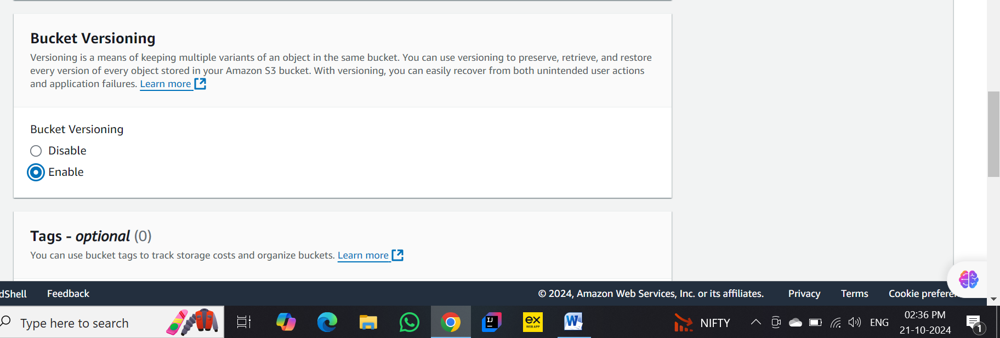 Bucket Versioning
Versioning is a means of keeping multiple variants of an object in the same bucket. You can use versioning to preserve, retrieve, and restore
every version of every object stored in your Amazon S3 bucket. With versioning, you can easily recover from both unintended user actions
and application failures. Learn more
Bucket Versioning
Disable
Enable
Tags - optional (0)
You can use bucket tags to track storage costs and organize buckets. Learn more
dShell Feedback © 2024, Amazon Web Services, Inc. or its affiliates. Privacy Terms Cookie prefere
Type here to search IJ ex WEB APP W NIFTY ENG 02:36 PM 1
21-10-2024